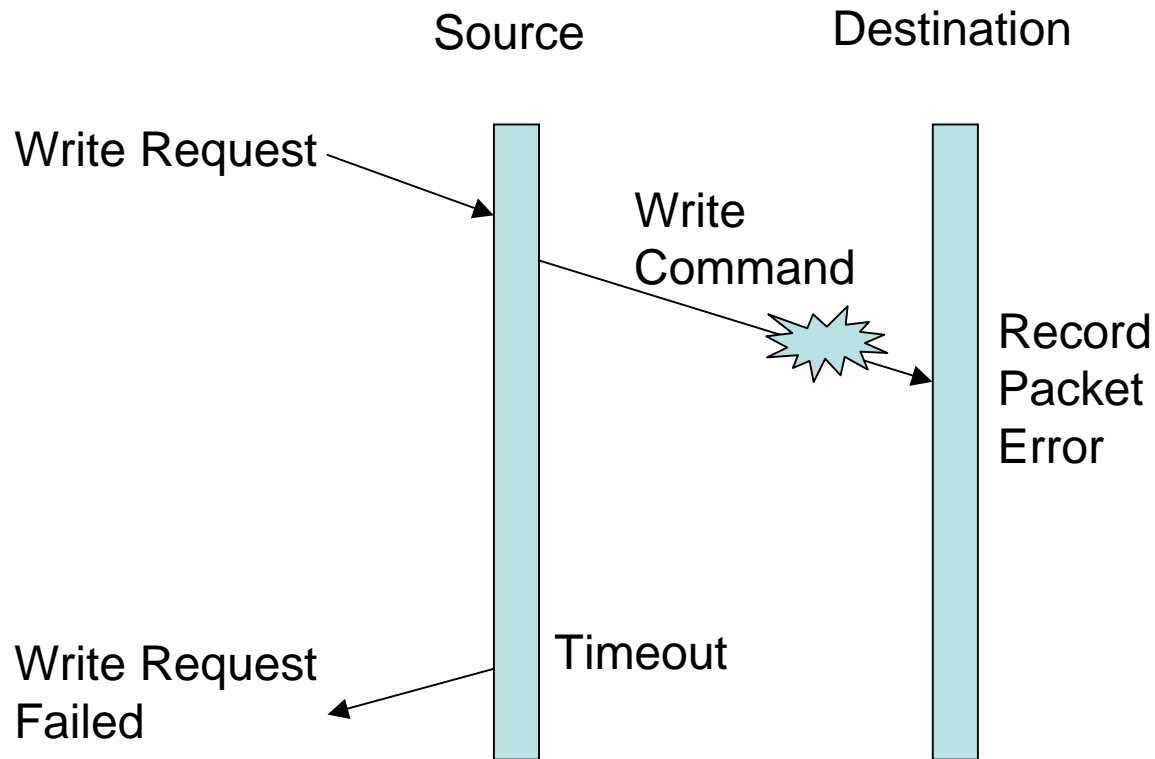 Source
Destination
Write Request
Write
Command
Record
Packet
Error
Timeout
Write Request
Failed